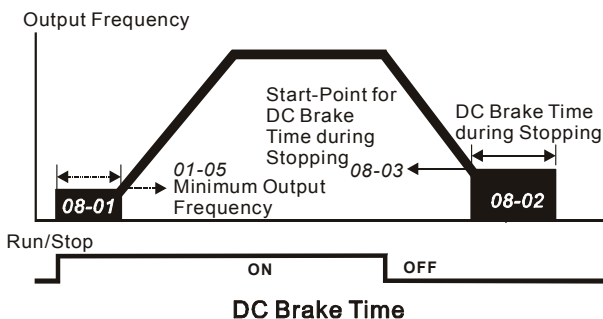 Output Frequency
Start-Point for
DC Brake
Time during
Stopping
08-03
DC Brake Time
during Stopping
01-05
Minimum Output
Frequency
08-01
08-02
Run/Stop
ON
OFF
DC Brake Time